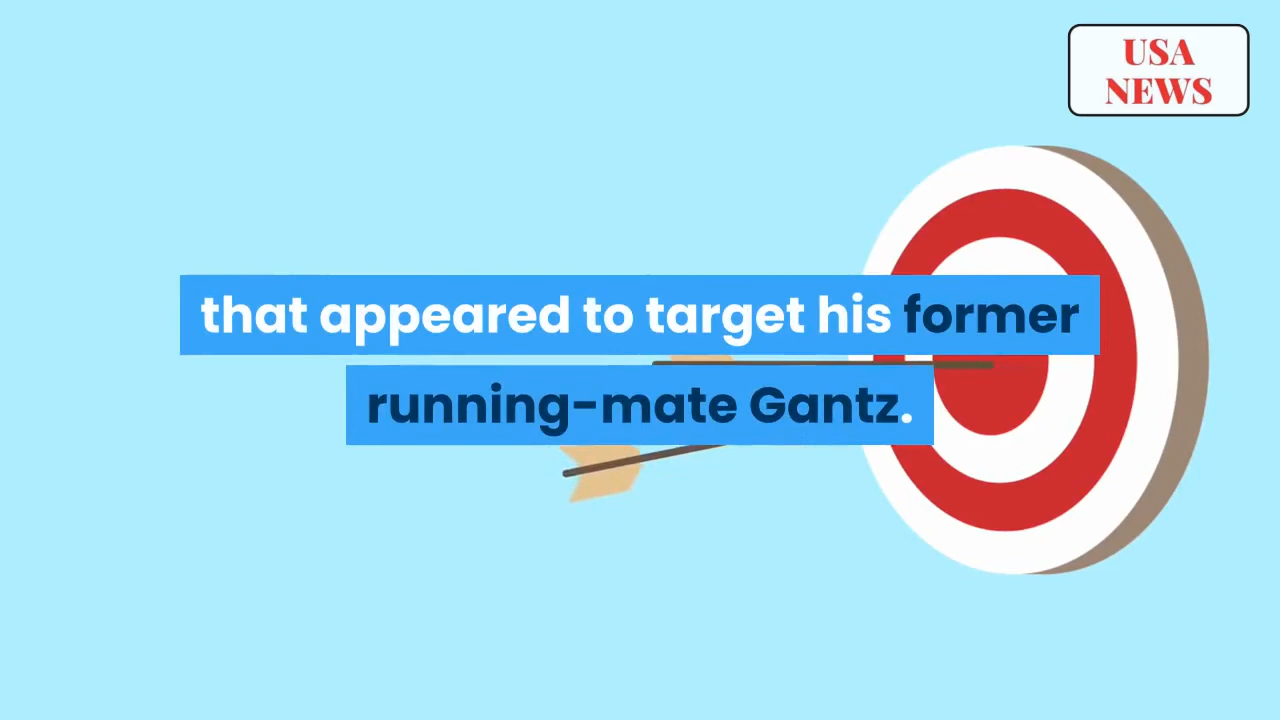 USA
NEWS
that appeared to target his former
running-mate Gantz.